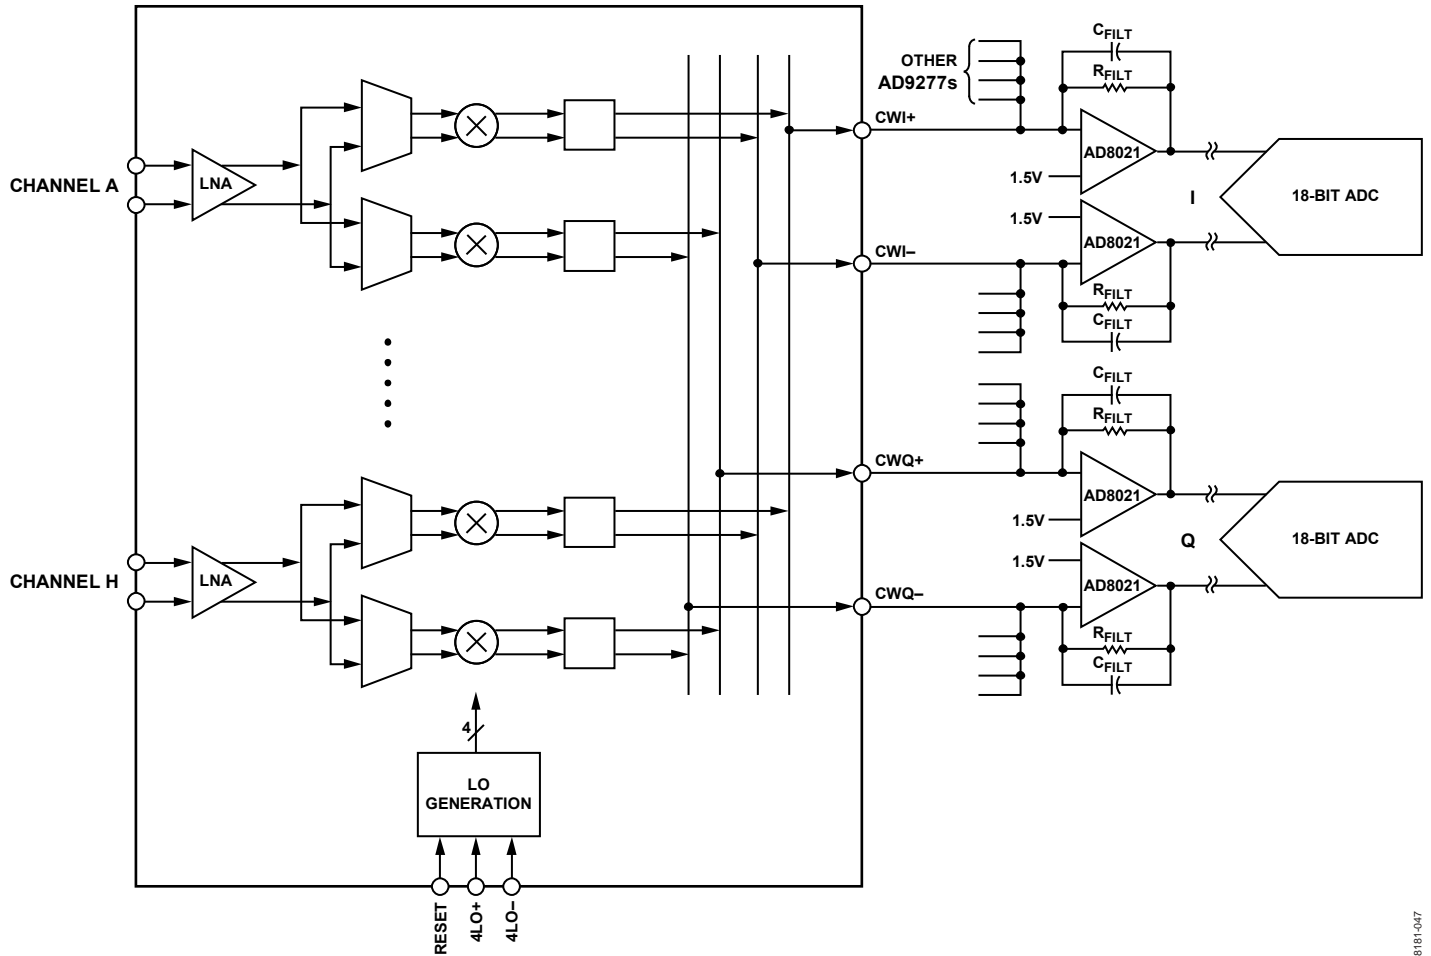 CHANNEL A
LNA
OTHER
AD9277s
CWI+
CFILT
RFILT
AD8021
1.5V
I
18-BIT ADC
1.5V
AD8021
CWI–
RFILT
CFILT
CFILT
RFILT
CWQ+
AD8021
1.5V
Q
18-BIT ADC
CHANNEL H
LNA
1.5V
AD8021
CWQ–
RFILT
CFILT
4
LO
GENERATION
RESET
4LO+
4LO–
8181-047